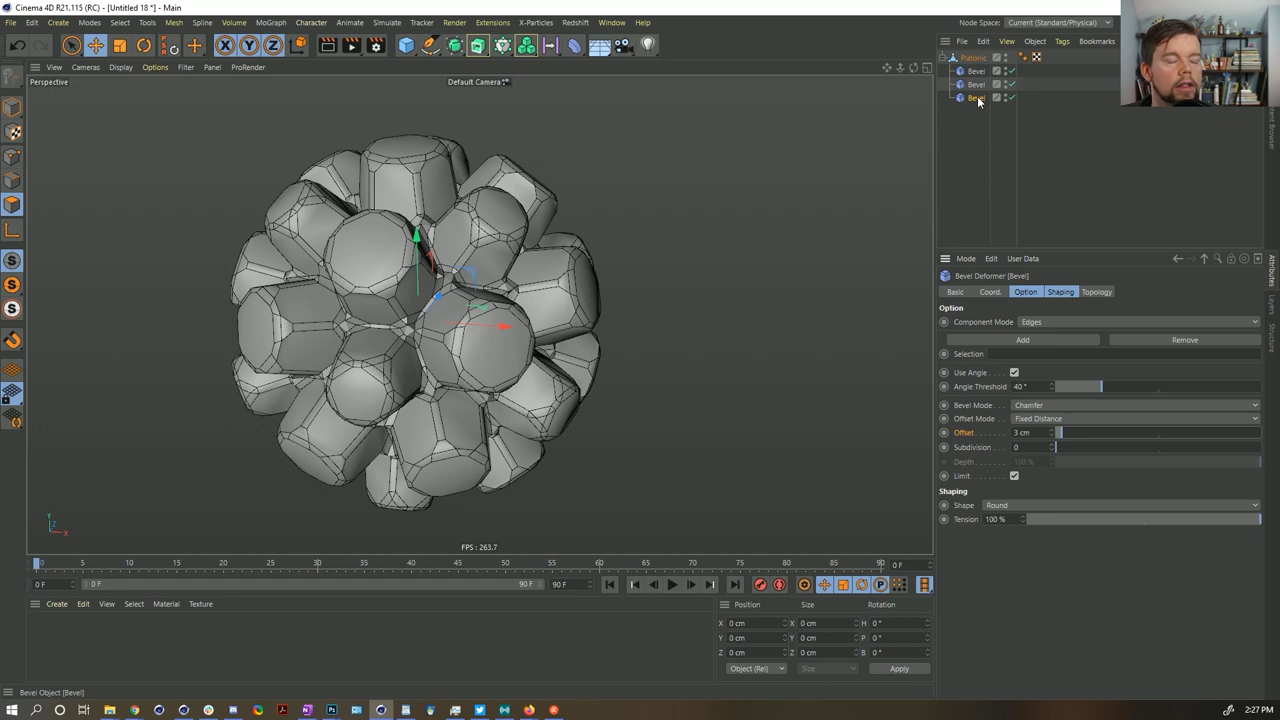 Cinema 4D R21.115 (RC) - [Untitled 18 *] - Main
File Edit Create Modes Select Tools Mesh Spline Volume MoGraph Character Animate Simulate Tracker Render Extensions X-Particles Redshift Window Help
Node Space: Current (Standard/Physical)
File Edit View Object Tags Bookmarks
View Cameras Display Options Filter Panel ProRender
Perspective
Default Camera
Platonic
Bevel
Bevel
Bevel
Attributes
Layers
Structure
Mode Edit User Data
Bevel Deformer [Bevel]
Basic Coord. Option Shaping Topology
Option
Component Mode Edges
Add Remove
Selection
Use Angle
Angle Threshold 40 °
Bevel Mode Chamfer
Offset Mode Fixed Distance
Offset 3 cm
Subdivision 0
Depth 100 %
Limit
Shaping
Shape Round
Tension 100 %
Y
Z
X
FPS : 263.7
0 5 10 15 20 25 30 35 40 45 50 55 60 65 70 75 80 85 90 0 F
0 F 0 F 90 F 90 F
Create Edit View Select Material Texture
Position Size Rotation
X 0 cm X 0 cm H 0 °
Y 0 cm Y 0 cm P 0 °
Z 0 cm Z 0 cm B 0 °
Object (Rel) Size Apply
Bevel Object [Bevel]
2:27 PM